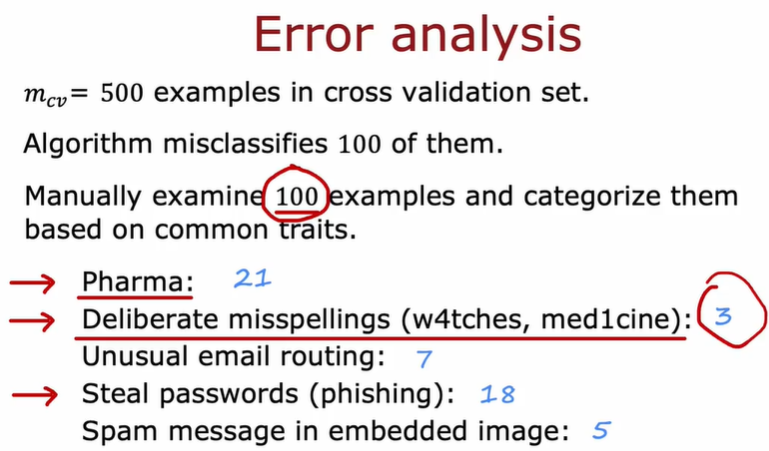 Error analysis
m_cv = 500 examples in cross validation set.
Algorithm misclassifies 100 of them.
Manually examine 100 examples and categorize them
based on common traits.
→ Pharma: 21
→ Deliberate misspellings (w4tches, med1cine): 3
Unusual email routing: 7
→ Steal passwords (phishing): 18
Spam message in embedded image: 5